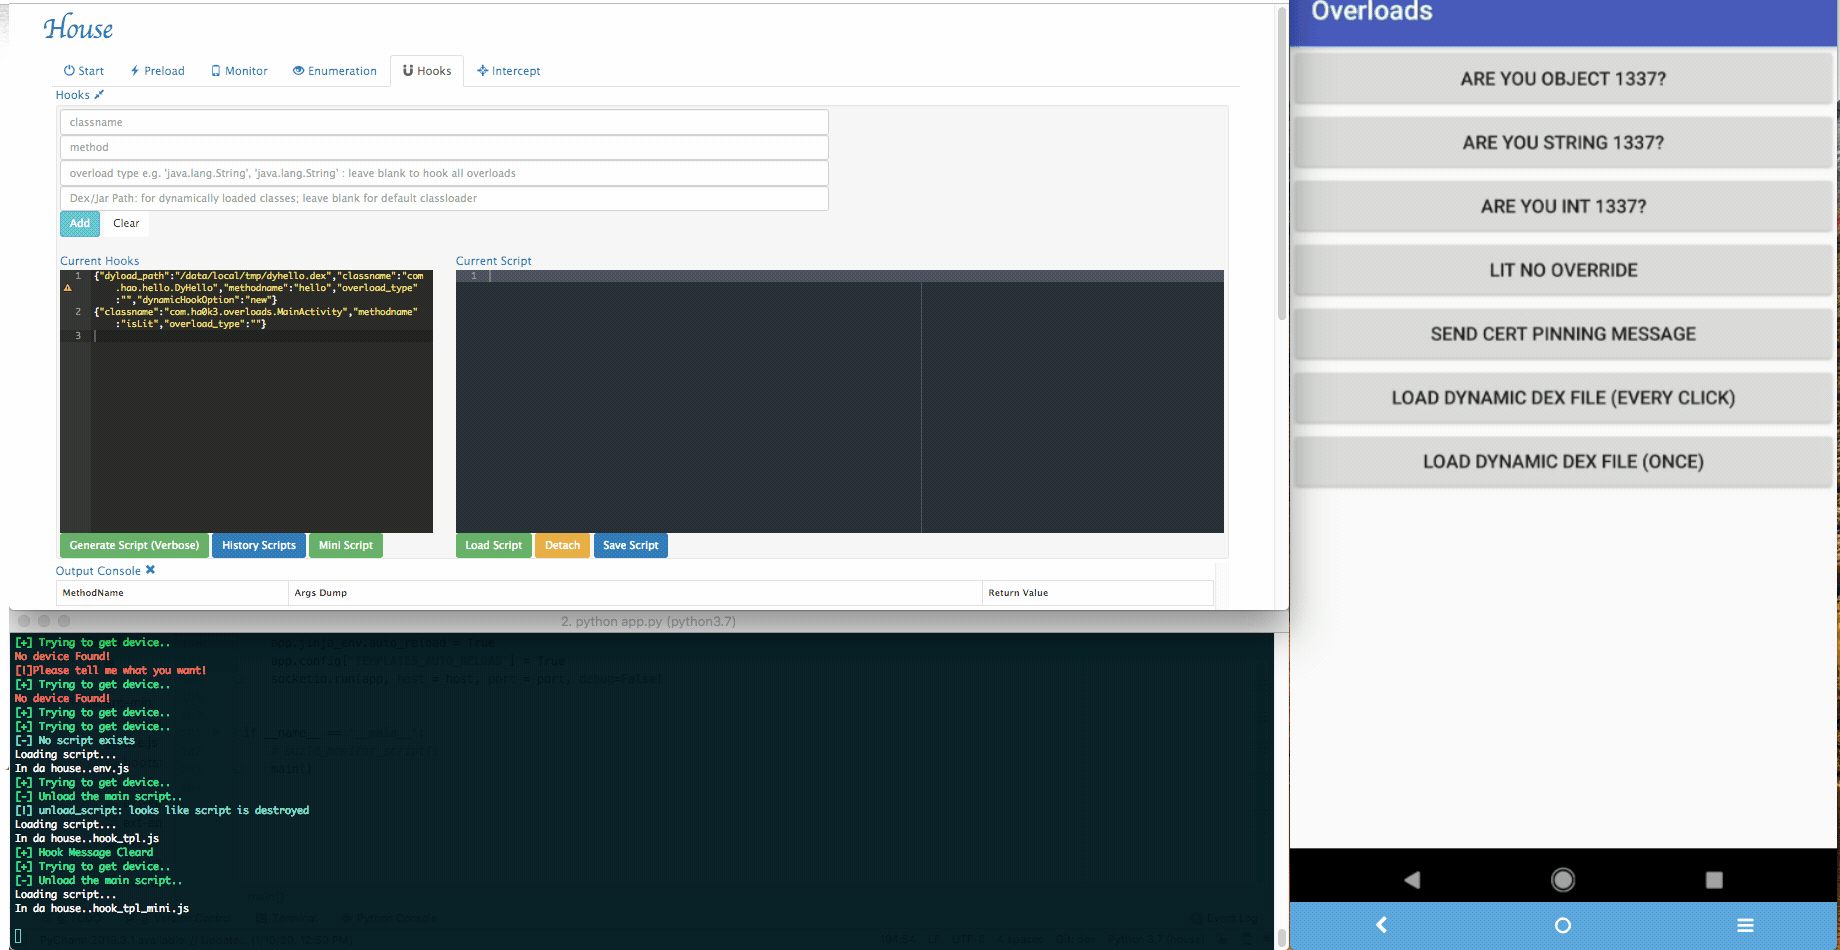 House
Start
Preload
Monitor
Enumeration
Hooks
Intercept
Hooks
classname
method
overload type e.g. 'java.lang.String', 'java.lang.String' : leave blank to hook all overloads
Dex/Jar Path: for dynamically loaded classes; leave blank for default classloader
Add
Clear
Current Hooks
1 {"dyload_path":"/data/local/tmp/dyhello.dex","classname":"com
.hao.hello.DyHello","methodname":"hello","overload_type"
:"","dynamicHookOption":"new"}
2 {"classname":"com.ha0k3.overloads.MainActivity","methodname"
:"isLit","overload_type":""}
3
Current Script
1
Generate Script (Verbose)
History Scripts
Mini Script
Load Script
Detach
Save Script
Output Console
MethodName
Args Dump
Return Value
2. python app.py (python3.7)
[+] Trying to get device..
No device Found!
[!]Please tell me what you want!
[+] Trying to get device..
No device Found!
[+] Trying to get device..
[+] Trying to get device..
[-] No script exists
Loading script...
In da house..env.js
[+] Trying to get device..
[-] Unload the main script..
[!] unload_script: looks like script is destroyed
Loading script...
In da house..hook_tpl.js
[+] Hook Message Cleard
[+] Trying to get device..
[-] Unload the main script..
Loading script...
In da house..hook_tpl_mini.js
Overloads
ARE YOU OBJECT 1337?
ARE YOU STRING 1337?
ARE YOU INT 1337?
LIT NO OVERRIDE
SEND CERT PINNING MESSAGE
LOAD DYNAMIC DEX FILE (EVERY CLICK)
LOAD DYNAMIC DEX FILE (ONCE)